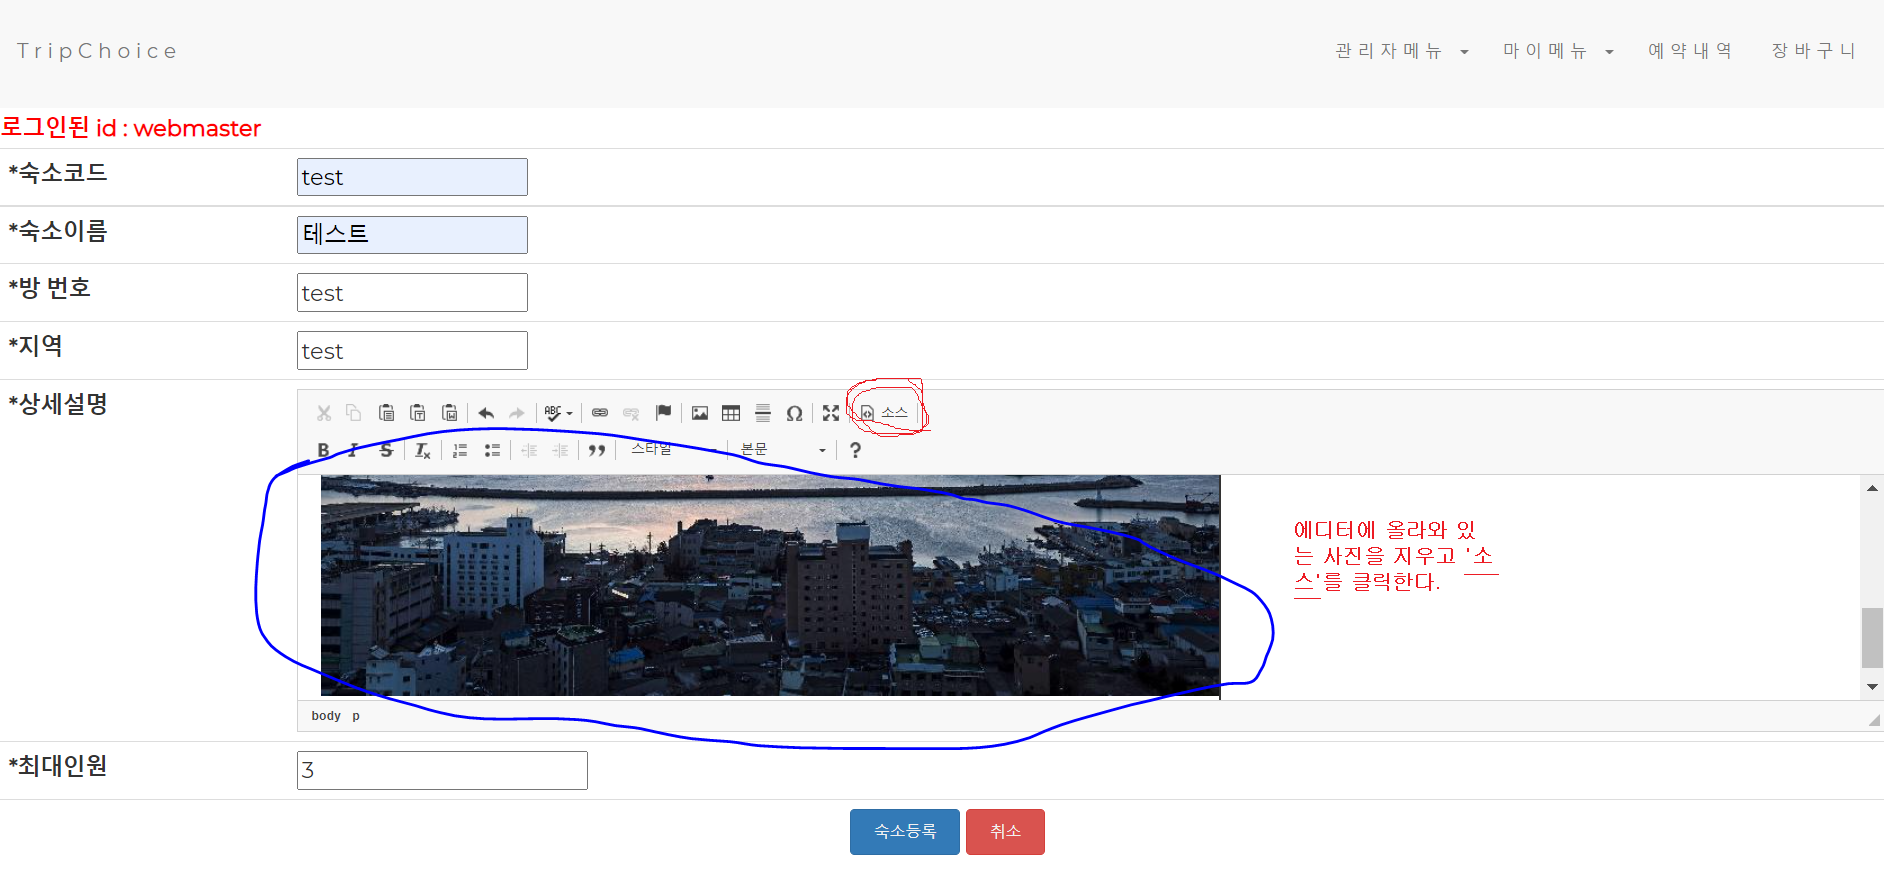 TripChoice
관리자메뉴 마이메뉴 예약내역 장바구니
로그인된 id : webmaster
*숙소코드 test
*숙소이름 테스트
*방 번호 test
*지역 test
*상세설명
ABC 소스
B I S Tx 스타일 본문 ?
에디터에 올라와 있
는 사진을 지우고 '소
스'를 클릭한다.
body p
*최대인원 3
숙소등록 취소